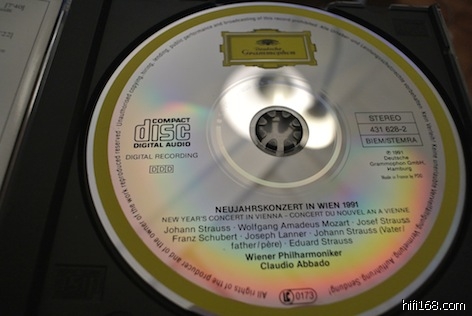 Deutsche
Grammophon
COMPACT
disc
DIGITAL AUDIO
DIGITAL RECORDING
DDD
STEREO
431 628-2
BIEM/STEMRA
℗ 1991
Deutsche
Grammophon GmbH,
Hamburg
Made in France by PDO
NEUJAHRSKONZERT IN WIEN 1991
NEW YEAR'S CONCERT IN VIENNA - CONCERT DU NOUVEL AN A VIENNE
Johann Strauss · Wolfgang Amadeus Mozart · Josef Strauss
Franz Schubert · Joseph Lanner · Johann Strauss (Vater/
father/père) · Eduard Strauss
Wiener Philharmoniker
Claudio Abbado
LC 0173
All rights of the producer and of the owner of the work reproduced reserved. Unauthorized copying, hiring, lending, public performance and broadcasting of this record prohibited.
hifi168.com